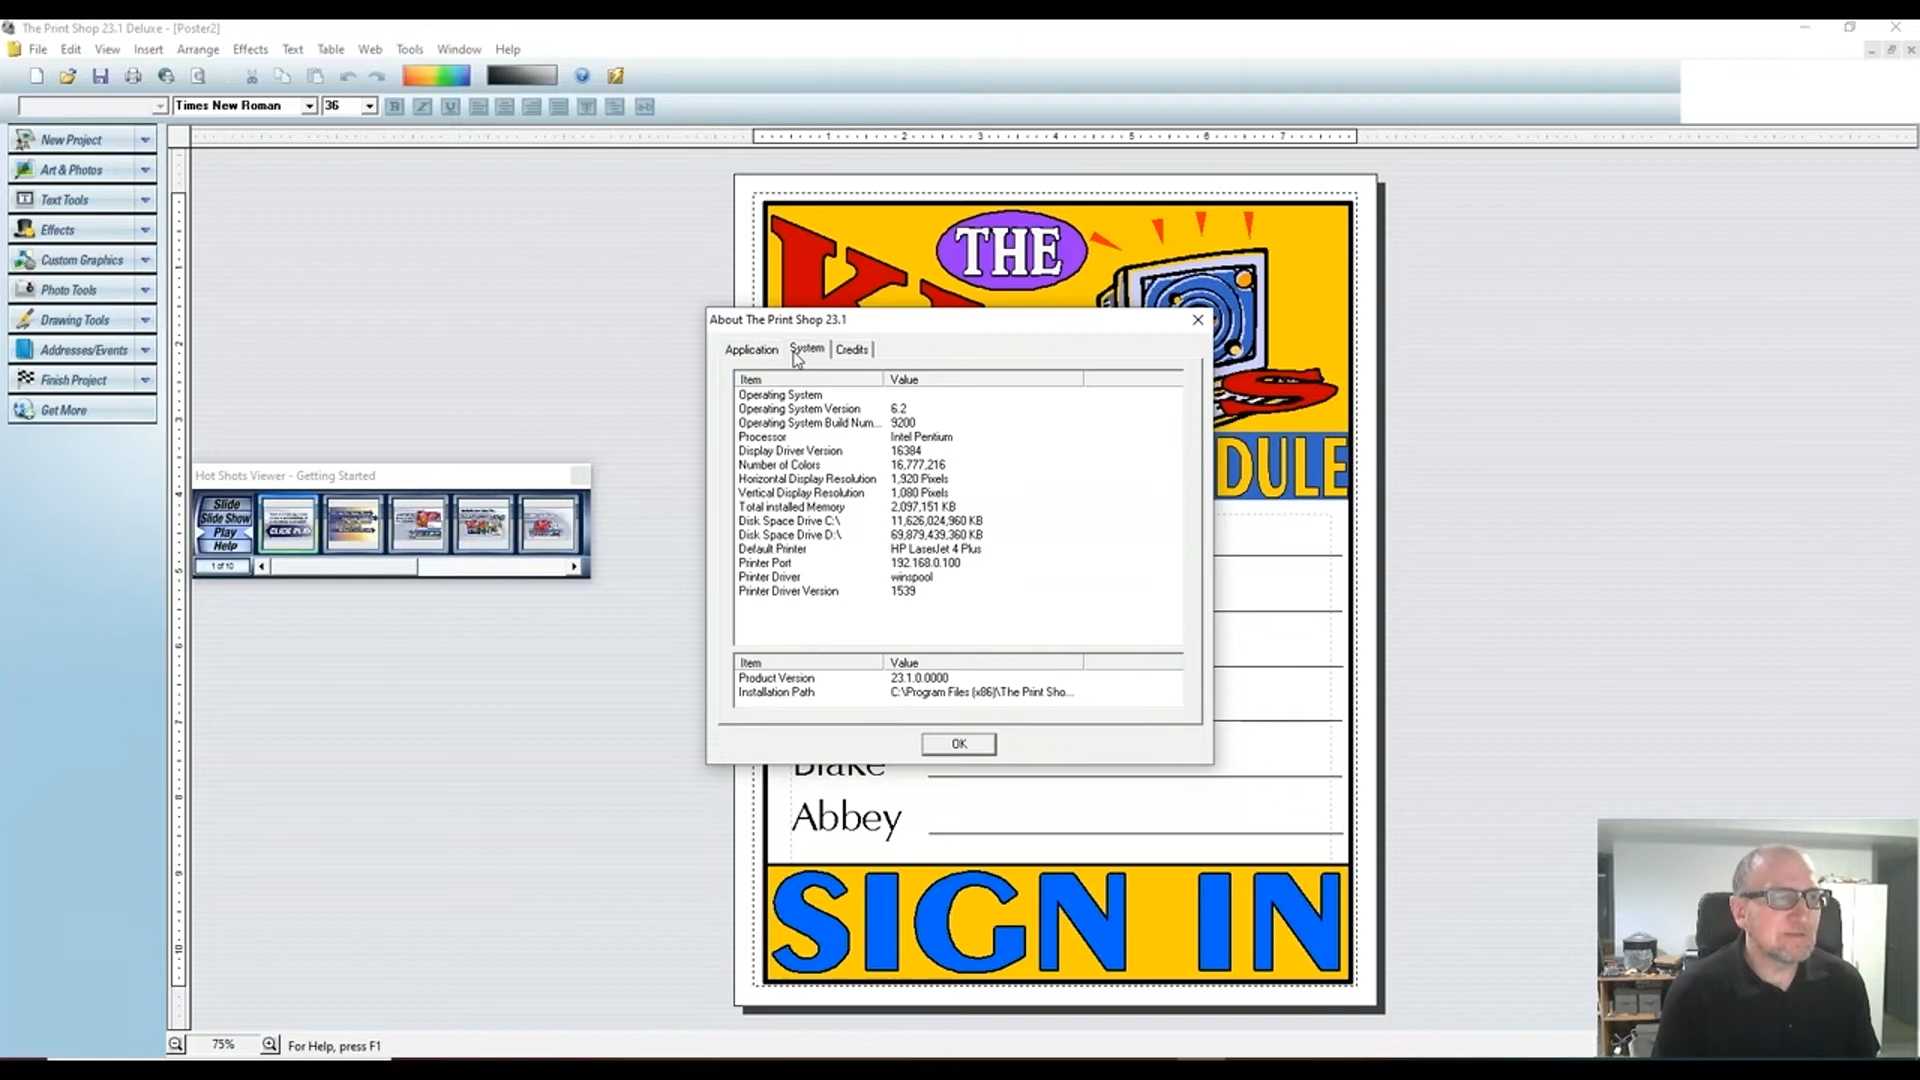 The Print Shop 23.1 Deluxe - [Poster2]
File Edit View Insert Arrange Effects Text Table Web Tools Window Help
Times New Roman 36
1 2 3 4 5 6 7
New Project
Art & Photos
Text Tools
Effects
Custom Graphics
Photo Tools
Drawing Tools
Addresses/Events
Finish Project
Get More
Hot Shots Viewer - Getting Started
Slide
Slide Show
Play
Help
1 of 10
THE
DULE
About The Print Shop 23.1
Application System Credits
Item Value
Operating System
Operating System Version 6.2
Operating System Build Num... 9200
Processor Intel Pentium
Display Driver Version 16384
Number of Colors 16,777,216
Horizontal Display Resolution 1,920 Pixels
Vertical Display Resolution 1,080 Pixels
Total installed Memory 2,097,151 KB
Disk Space Drive C:\ 11,626,024,960 KB
Disk Space Drive D:\ 69,879,439,360 KB
Default Printer HP LaserJet 4 Plus
Printer Port 192.168.0.100
Printer Driver winspool
Printer Driver Version 1539
Item Value
Product Version 23.1.0.0000
Installation Path C:\Program Files (x86)\The Print Sho...
OK
Blake
Abbey
SIGN IN
75% For Help, press F1